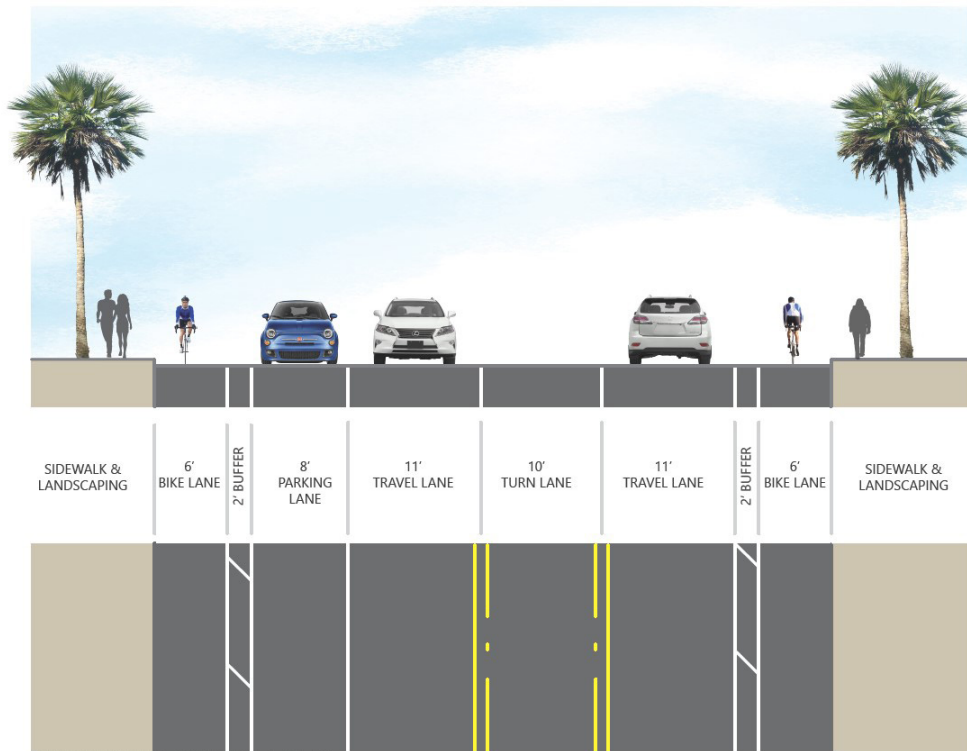 SIDEWALK &
LANDSCAPING
6’
BIKE LANE
2’ BUFFER
8’
PARKING
LANE
11’
TRAVEL LANE
10’
TURN LANE
11’
TRAVEL LANE
2’ BUFFER
6’
BIKE LANE
SIDEWALK &
LANDSCAPING